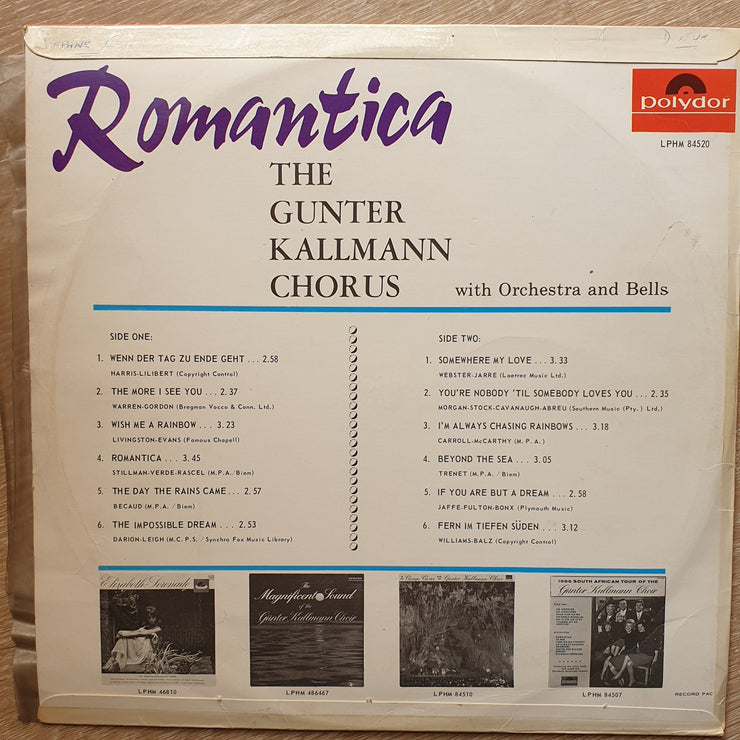 Romantica
polydor
LPHM 84520
THE
GUNTER
KALLMANN
CHORUS
with Orchestra and Bells
SIDE ONE:
1. WENN DER TAG ZU ENDE GEHT ... 2.58
HARRIS-LILIBERT (Copyright Control)
2. THE MORE I SEE YOU ... 2.37
WARREN-GORDON (Bregmon Vocco & Conn. Ltd.)
3. WISH ME A RAINBOW ... 3.23
LIVINGSTON-EVANS (Famous Chapell)
4. ROMANTICA ... 3.45
STILLMAN-VERDE-RASCEL (M.P.A./Biem)
5. THE DAY THE RAINS CAME ... 2.57
BECAUD (M.P.A. / Biem)
6. THE IMPOSSIBLE DREAM ... 2.53
DARION-LEIGH (M.C. P.S. / Synchro Fox Music Library)
SIDE TWO:
1. SOMEWHERE MY LOVE ... 3.33
WEBSTER-JARRE (Laetrec Music Ltd.)
2. YOU'RE NOBODY 'TIL SOMEBODY LOVES YOU ... 2.35
MORGAN-STOCK-CAVANAUGH-ABREU (Southern Music (Pty.) Ltd.)
3. I'M ALWAYS CHASING RAINBOWS ... 3.18
CARROLL-McCARTHY (M.P.A.)
4. BEYOND THE SEA ... 3.05
TRENET (M.P.A./ Biem)
5. IF YOU ARE BUT A DREAM ... 2.58
JAFFE-FULTON-BONX (Plymouth Music)
6. FERN IM TIEFEN SÜDEN ... 3.12
WILLIAMS-BALZ (Copyright Control)
Elisabeth-Serenade
The
Magnificent Sound
of the
Günter Kallmann Choir
Günter Kallmann Choir
1966 SOUTH AFRICAN TOUR OF THE
Günter Kallmann Choir
LPHM 46810
LPHM 486467
LPHM 84510
LPHM 84507
RECORD PAC